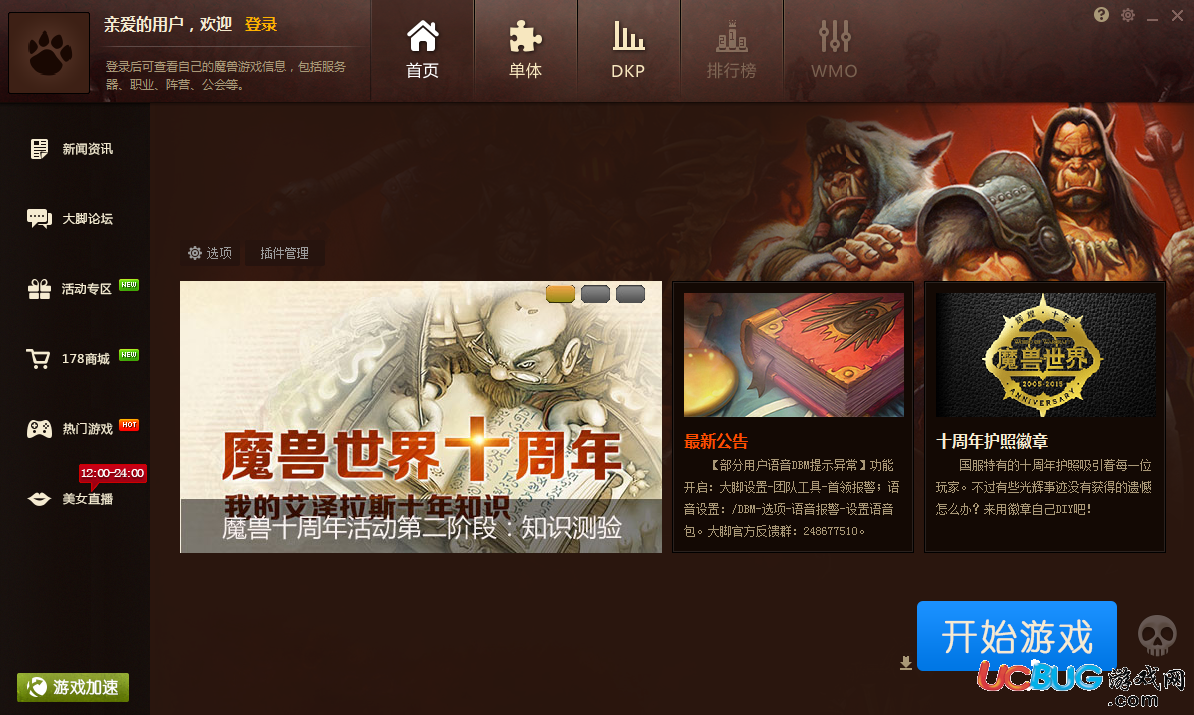 亲爱的用户，欢迎 登录
登录后可查看自己的魔兽游戏信息，包括服务
器、职业、阵营、公会等。
首页
单体
DKP
排行榜
WMO
新闻资讯
大脚论坛
活动专区 NEW
178商城 NEW
热门游戏 HOT
12:00-24:00
美女直播
游戏加速
选项
插件管理
魔兽世界十周年
我的艾泽拉斯十年知识
魔兽十周年活动第二阶段：知识测验
最新公告
【部分用户语音DBM提示异常】功能
开启：大脚设置-团队工具-首领报警；语
音设置：/DBM-选项-语音报警-设置语音
包。大脚官方反馈群：248677510。
辉煌·十年
魔兽世界
2005-2015
ANNIVERSARY
十周年护照徽章
国服特有的十周年护照吸引着每一位
玩家。不过有些光辉事迹没有获得的遗憾
怎么办？来用徽章自己DIY吧！
开始游戏
UCBUG游戏网
.com